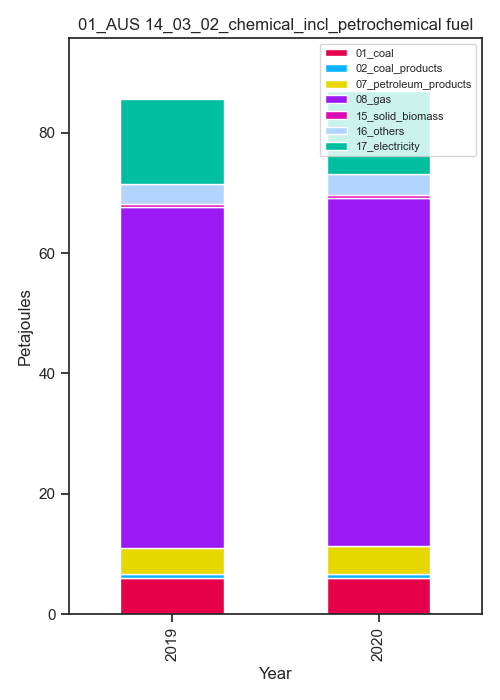 01_AUS 14_03_02_chemical_incl_petrochemical fuel
01_coal
02_coal_products
07_petroleum_products
08_gas
15_solid_biomass
16_others
17_electricity
80
60
40
20
0
Petajoules
2019
2020
Year